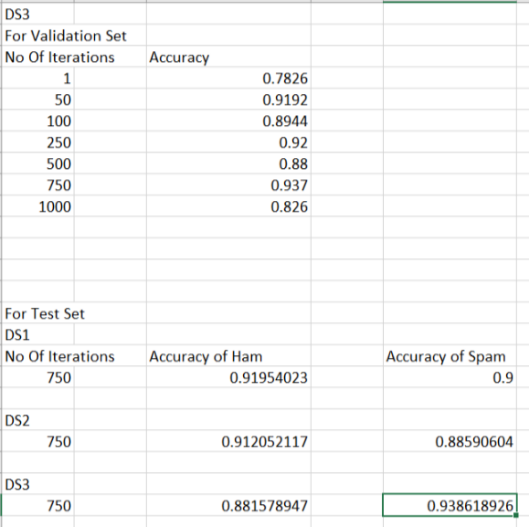 DS3
For Validation Set
No Of Iterations Accuracy
1 0.7826
50 0.9192
100 0.8944
250 0.92
500 0.88
750 0.937
1000 0.826
For Test Set
DS1
No Of Iterations Accuracy of Ham Accuracy of Spam
750 0.91954023 0.9
DS2
750 0.912052117 0.88590604
DS3
750 0.881578947 0.938618926